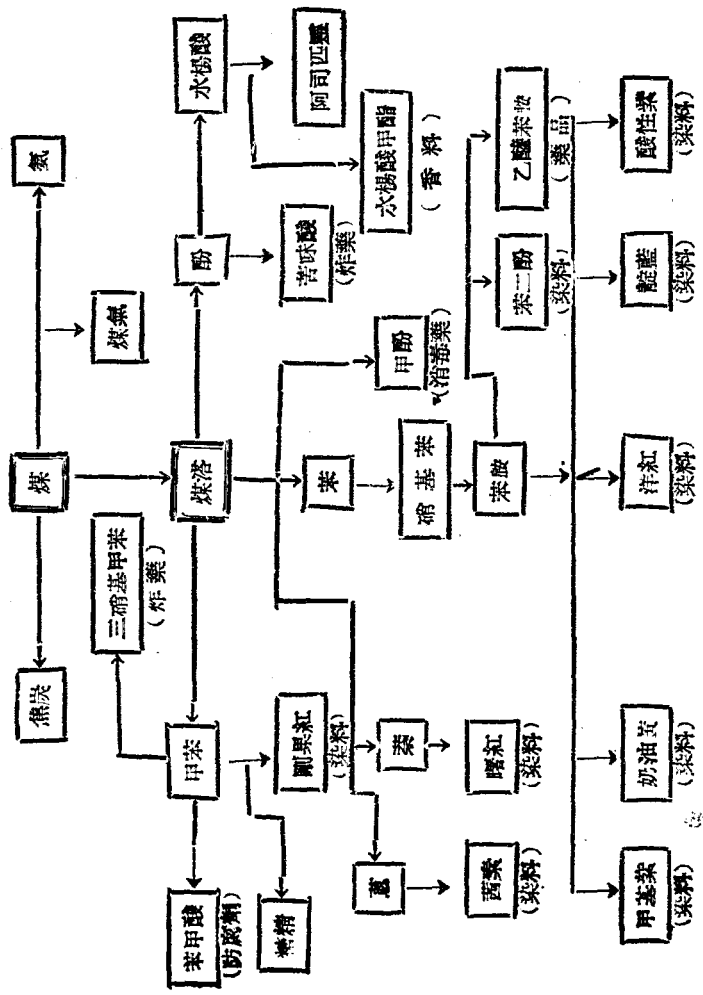 焦炭
煤
氨
三硝基甲苯
(炸藥)
煤氣
苯甲酸
(防腐劑)
甲苯
煤溚
酚
水楊酸
糖精
剛果紅
(染料)
苯
苦味酸
(炸藥)
阿司匹靈
蒽
萘
硝基苯
甲酚
(消毒藥)
水楊酸甲酯
(香料)
茜素
(染料)
曙紅
(染料)
苯胺
苯二酚
(染料)
乙醯苯胺
(藥品)
甲基紫
(染料)
奶油黄
(染料)
洋紅
(染料)
靛藍
(染料)
酸性紫
(染料)